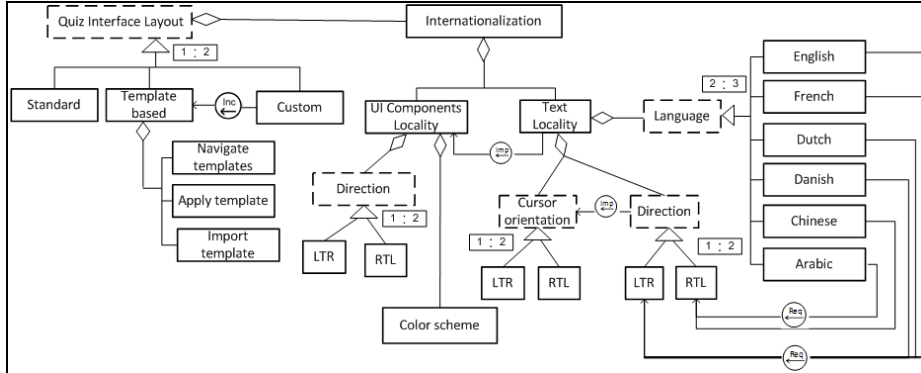 Quiz Interface Layout
Internationalization
1 : 2
English
2 : 3
Standard
Template
based
Inc
Custom
UI Components
Locality
Text
Locality
Language
French
Imp
Dutch
Navigate
templates
Direction
Danish
Apply template
1 : 2
Cursor
orientation
Imp
Direction
Chinese
Import
template
LTR
RTL
1 : 2
1 : 2
Arabic
LTR
RTL
LTR
RTL
Color scheme
Req
Req